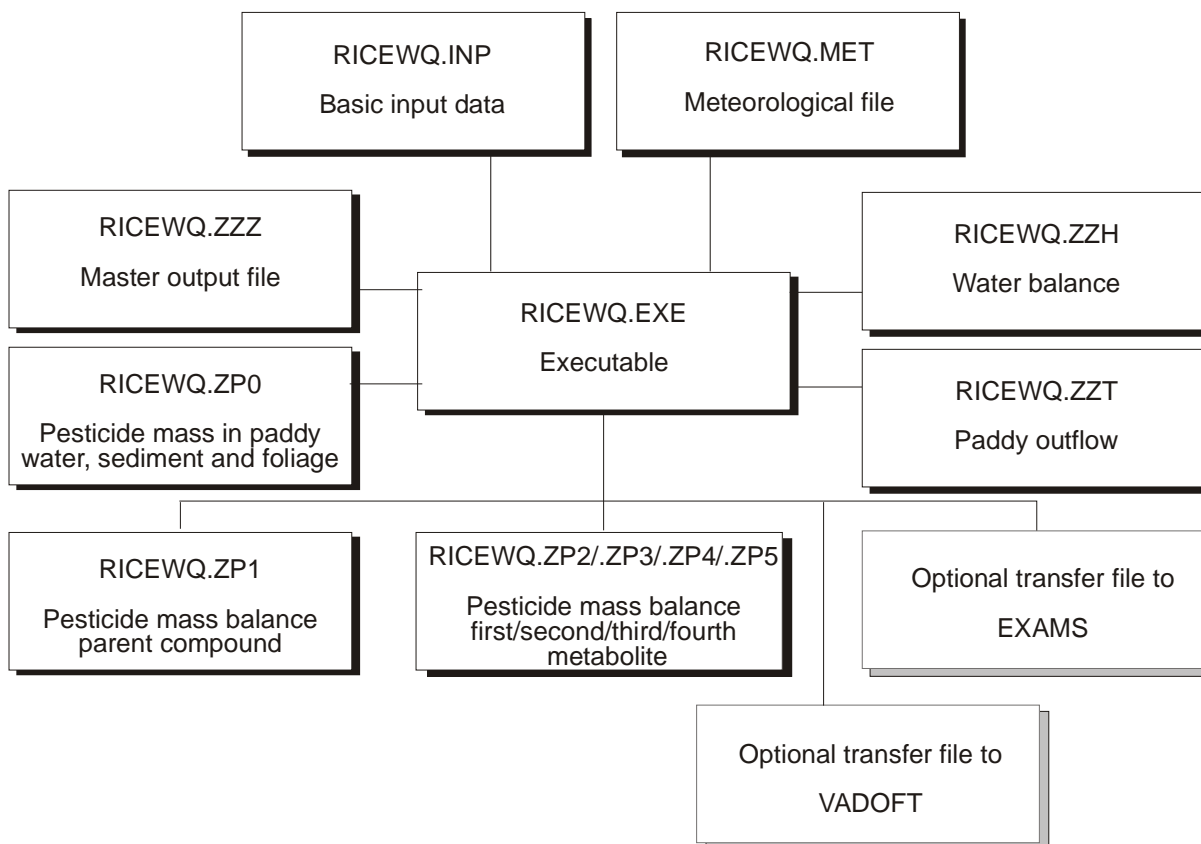 RICEWQ.INP
Basic input data
RICEWQ.MET
Meteorological file
RICEWQ.ZZZ
Master output file
RICEWQ.EXE
Executable
RICEWQ.ZZH
Water balance
RICEWQ.ZP0
Pesticide mass in paddy
water, sediment and foliage
RICEWQ.ZZT
Paddy outflow
RICEWQ.ZP1
Pesticide mass balance
parent compound
RICEWQ.ZP2/.ZP3/.ZP4/.ZP5
Pesticide mass balance
first/second/third/fourth
metabolite
Optional transfer file to
EXAMS
Optional transfer file to
VADOFT